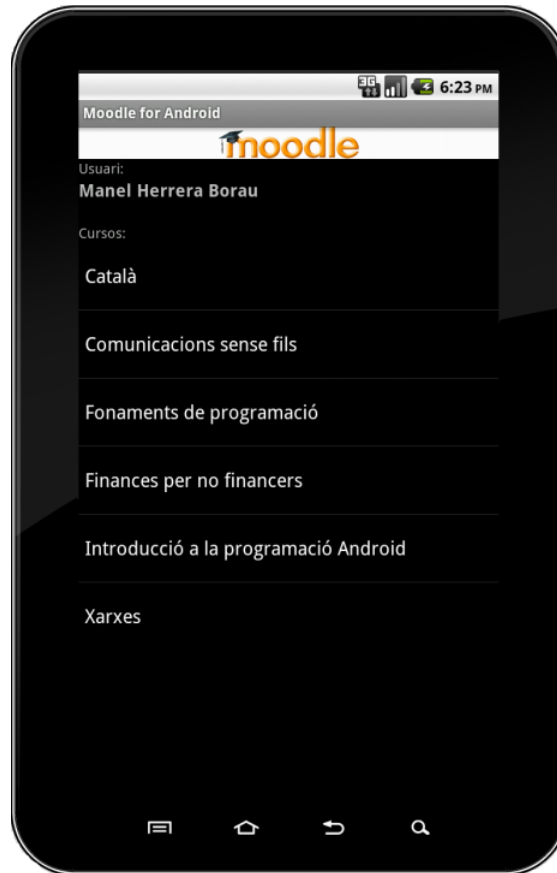 3G
6:23 PM
Moodle for Android
moodle
Usuari:
Manel Herrera Borau
Cursos:
Català
Comunicacions sense fils
Fonaments de programació
Finances per no financers
Introducció a la programació Android
Xarxes